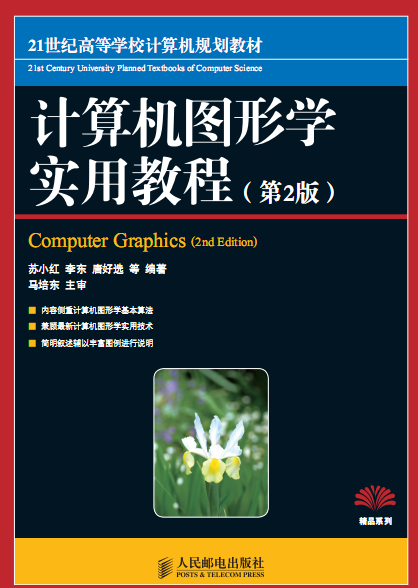 21世纪高等学校计算机规划教材
21st Century University Planned Textbooks of Computer Science
计算机图形学
实用教程（第2版）
Computer Graphics (2nd Edition)
苏小红 李东 唐好选 等 编著
马培东 主审
■ 内容侧重计算机图形学基本算法
■ 兼顾最新计算机图形学实用技术
■ 简明叙述辅以丰富图例进行说明
精品系列
人民邮电出版社
POSTS & TELECOM PRESS